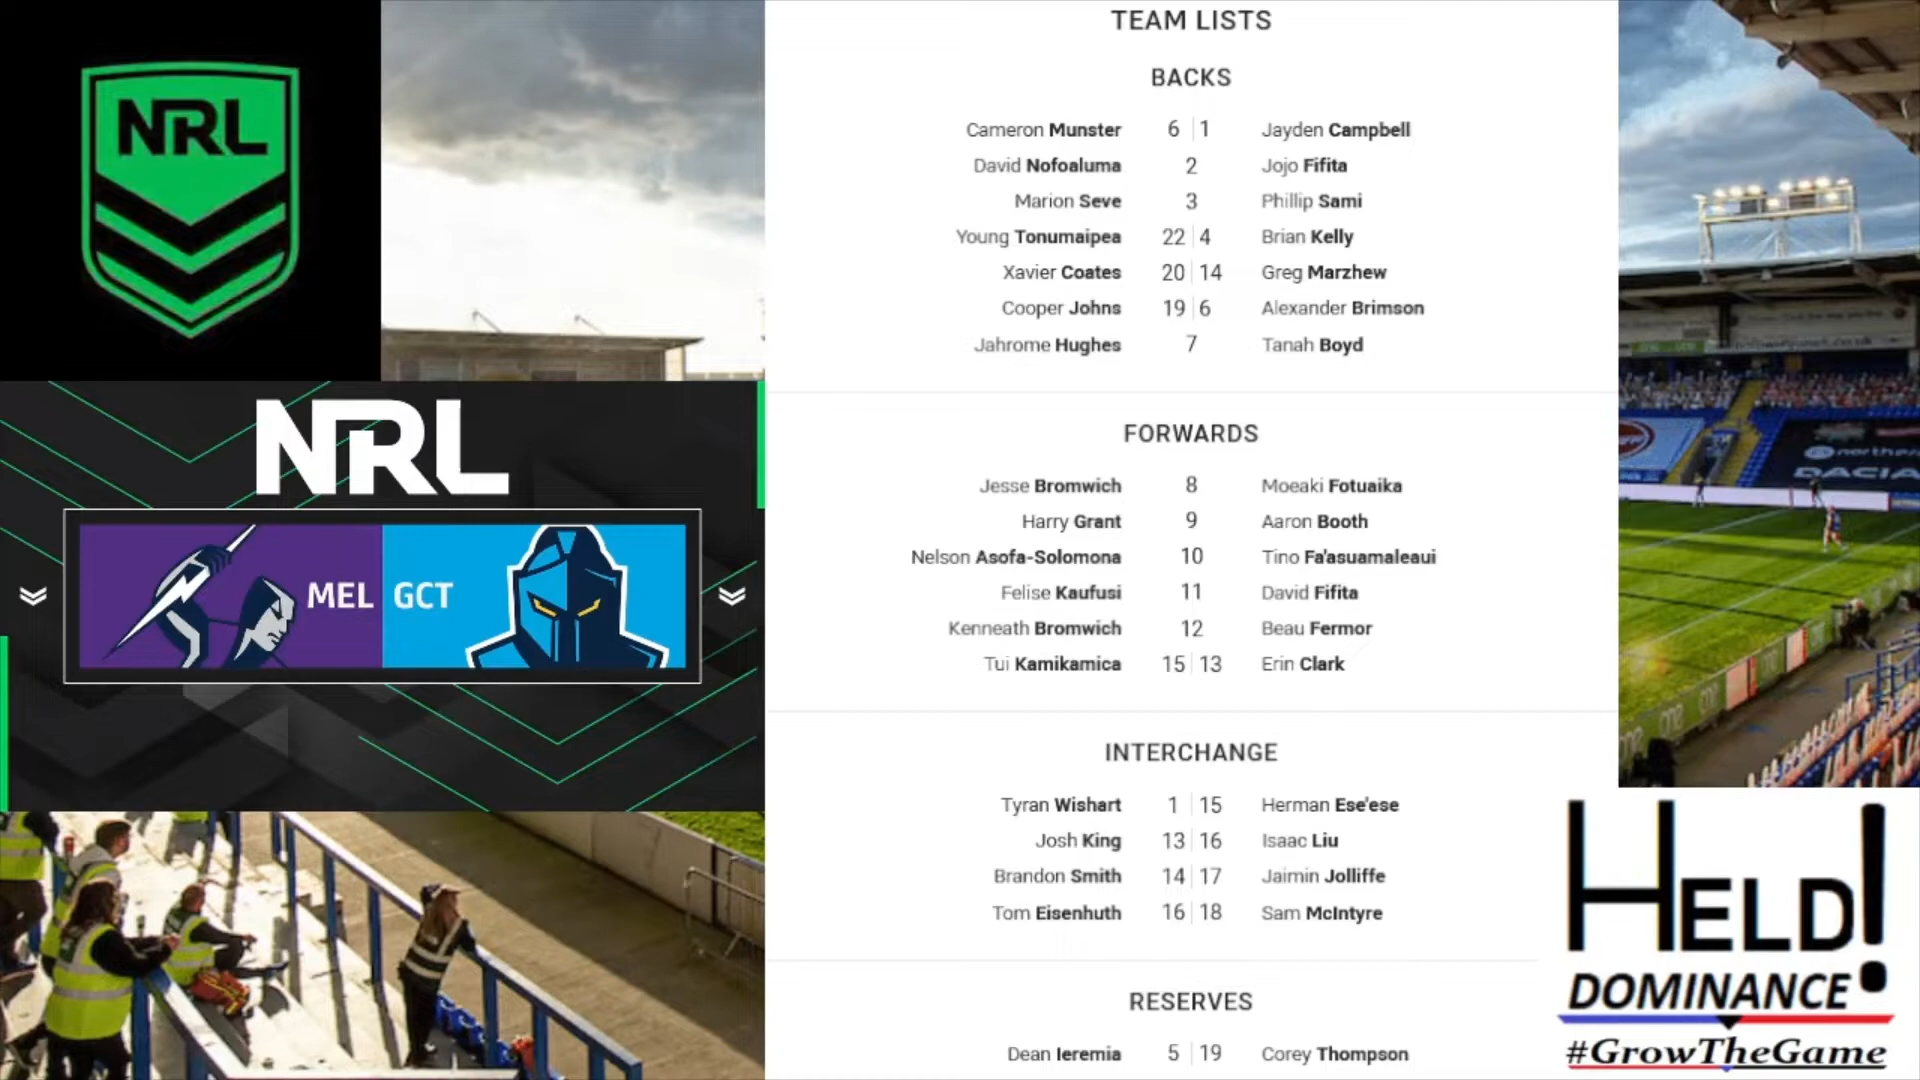 NRL
NRL
MEL GCT
TEAM LISTS
BACKS
Cameron Munster 6 1 Jayden Campbell
David Nofoaluma 2 Jojo Fifita
Marion Seve 3 Phillip Sami
Young Tonumaipea 22 4 Brian Kelly
Xavier Coates 20 14 Greg Marzhew
Cooper Johns 19 6 Alexander Brimson
Jahrome Hughes 7 Tanah Boyd
FORWARDS
Jesse Bromwich 8 Moeaki Fotuaika
Harry Grant 9 Aaron Booth
Nelson Asofa-Solomona 10 Tino Fa'asuamaleaui
Felise Kaufusi 11 David Fifita
Kenneath Bromwich 12 Beau Fermor
Tui Kamikamica 15 13 Erin Clark
INTERCHANGE
Tyran Wishart 1 15 Herman Ese'ese
Josh King 13 16 Isaac Liu
Brandon Smith 14 17 Jaimin Jolliffe
Tom Eisenhuth 16 18 Sam McIntyre
RESERVES
Dean Ieremia 5 19 Corey Thompson
DACIA
HELD!
DOMINANCE
#GrowTheGame